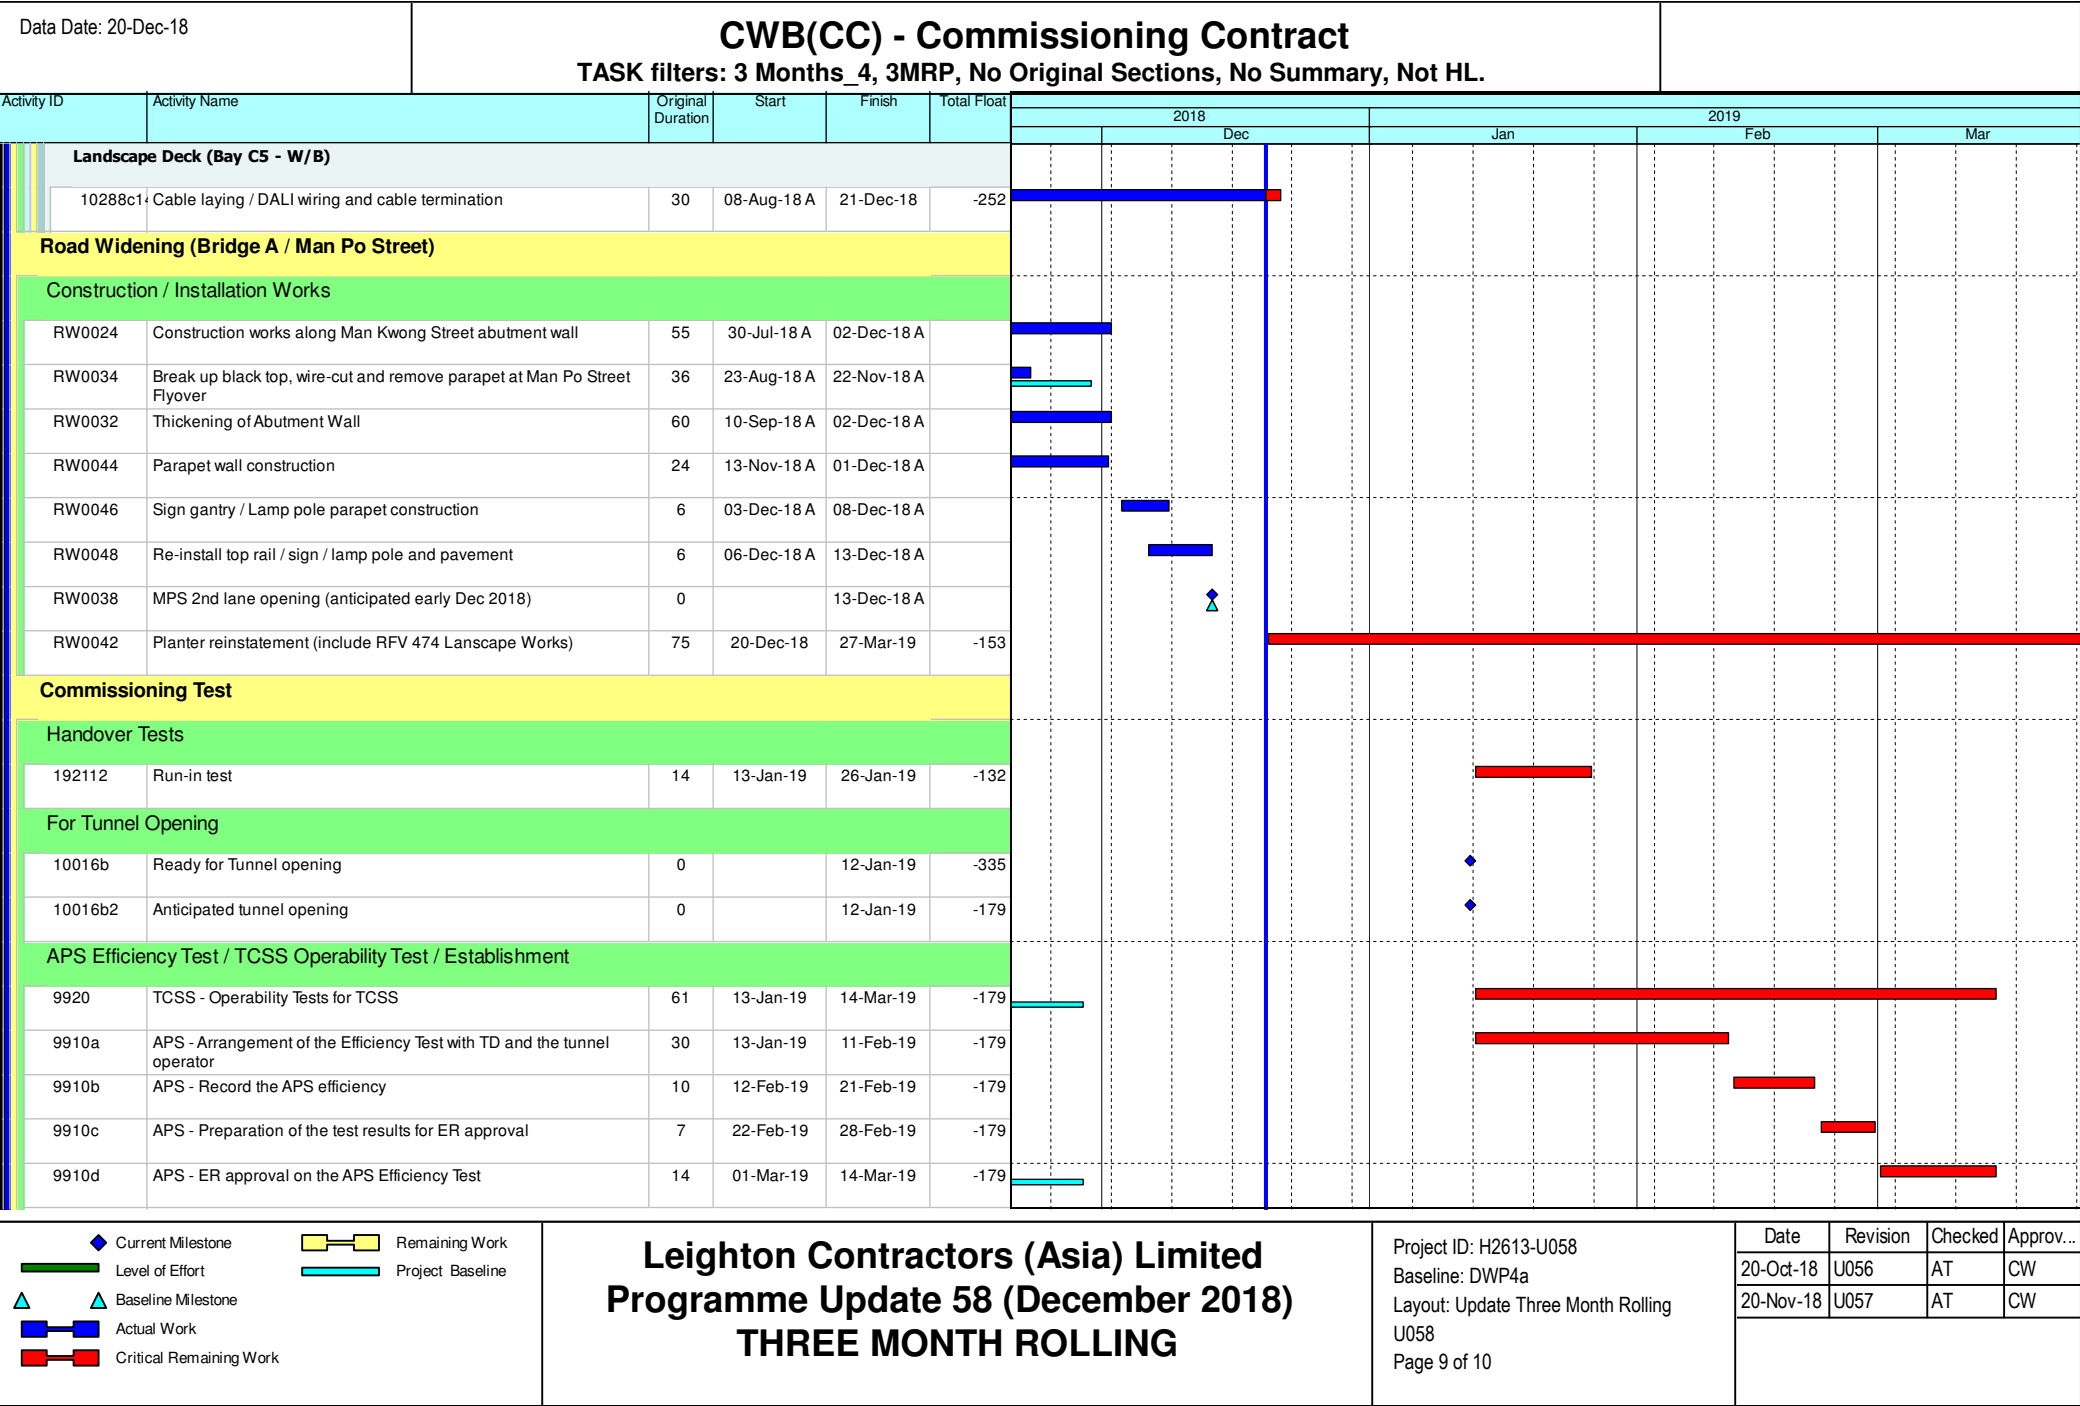 Data Date: 20-Dec-18
CWB(CC) - Commissioning Contract
TASK filters: 3 Months_4, 3MRP, No Original Sections, No Summary, Not HL.
Activity ID Activity Name Original Duration Start Finish Total Float
2018 2019
Dec Jan Feb Mar
Landscape Deck (Bay C5 - W/B)
10288c14 Cable laying / DALI wiring and cable termination 30 08-Aug-18 A 21-Dec-18 -252
Road Widening (Bridge A / Man Po Street)
Construction / Installation Works
RW0024 Construction works along Man Kwong Street abutment wall 55 30-Jul-18 A 02-Dec-18 A
RW0034 Break up black top, wire-cut and remove parapet at Man Po Street 36 23-Aug-18 A 22-Nov-18 A
Flyover
RW0032 Thickening of Abutment Wall 60 10-Sep-18 A 02-Dec-18 A
RW0044 Parapet wall construction 24 13-Nov-18 A 01-Dec-18 A
RW0046 Sign gantry / Lamp pole parapet construction 6 03-Dec-18 A 08-Dec-18 A
RW0048 Re-install top rail / sign / lamp pole and pavement 6 06-Dec-18 A 13-Dec-18 A
RW0038 MPS 2nd lane opening (anticipated early Dec 2018) 0 13-Dec-18 A
RW0042 Planter reinstatement (include RFV 474 Lanscape Works) 75 20-Dec-18 27-Mar-19 -153
Commissioning Test
Handover Tests
192112 Run-in test 14 13-Jan-19 26-Jan-19 -132
For Tunnel Opening
10016b Ready for Tunnel opening 0 12-Jan-19 -335
10016b2 Anticipated tunnel opening 0 12-Jan-19 -179
APS Efficiency Test / TCSS Operability Test / Establishment
9920 TCSS - Operability Tests for TCSS 61 13-Jan-19 14-Mar-19 -179
9910a APS - Arrangement of the Efficiency Test with TD and the tunnel 30 13-Jan-19 11-Feb-19 -179
operator
9910b APS - Record the APS efficiency 10 12-Feb-19 21-Feb-19 -179
9910c APS - Preparation of the test results for ER approval 7 22-Feb-19 28-Feb-19 -179
9910d APS - ER approval on the APS Efficiency Test 14 01-Mar-19 14-Mar-19 -179
Current Milestone Remaining Work
Level of Effort Project Baseline
Baseline Milestone
Actual Work
Critical Remaining Work
Leighton Contractors (Asia) Limited
Programme Update 58 (December 2018)
THREE MONTH ROLLING
Project ID: H2613-U058
Baseline: DWP4a
Layout: Update Three Month Rolling
U058
Page 9 of 10
Date Revision Checked Approv...
20-Oct-18 U056 AT CW
20-Nov-18 U057 AT CW